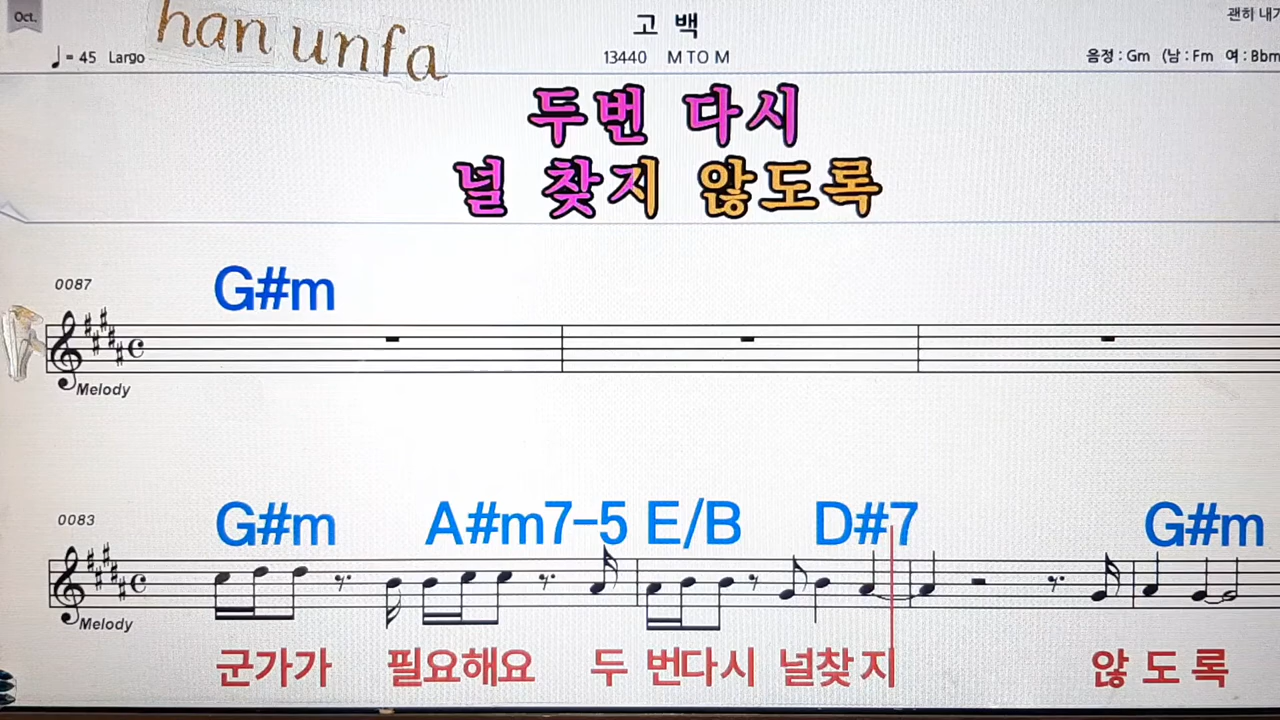 Oct.
han unfa
고 백
괜히 내가
♩= 45 Largo
13440 M TO M
음정 : Gm (남 : Fm 여 : Bbm
두번 다시
널 찾지 않도록
0087
G#m
Melody
0083
G#m A#m7-5 E/B D#7 G#m
Melody
군가가 필요해요 두 번다시 널찾 지 않 도 록